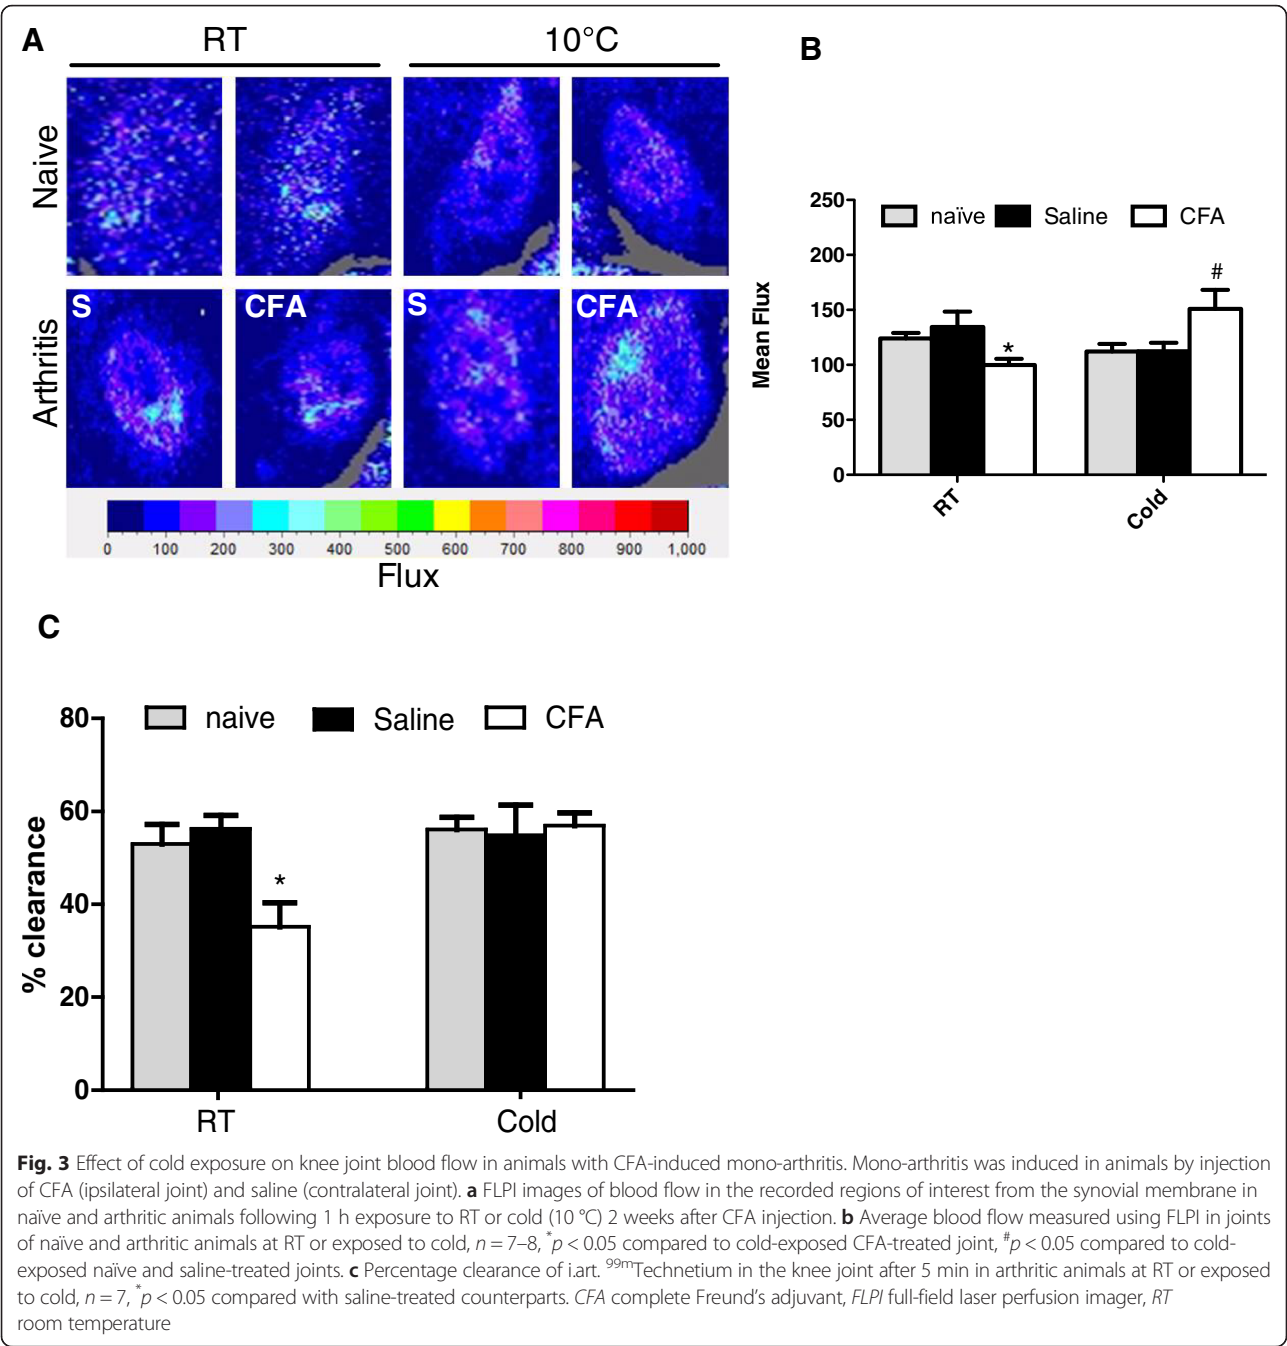 A
RT
10°C
Naive
S
CFA
S
CFA
Arthritis
0 100 200 300 400 500 600 700 800 900 1,000
Flux
B
250
200
150
100
50
0
Mean Flux
naïve Saline CFA
*
#
RT
Cold
C
80
60
40
20
0
% clearance
naive Saline CFA
*
RT
Cold
Fig. 3 Effect of cold exposure on knee joint blood flow in animals with CFA-induced mono-arthritis. Mono-arthritis was induced in animals by injection
of CFA (ipsilateral joint) and saline (contralateral joint). a FLPI images of blood flow in the recorded regions of interest from the synovial membrane in
naïve and arthritic animals following 1 h exposure to RT or cold (10 °C) 2 weeks after CFA injection. b Average blood flow measured using FLPI in joints
of naïve and arthritic animals at RT or exposed to cold, n = 7–8, *p < 0.05 compared to cold-exposed CFA-treated joint, #p < 0.05 compared to cold-
exposed naïve and saline-treated joints. c Percentage clearance of i.art. 99mTechnetium in the knee joint after 5 min in arthritic animals at RT or exposed
to cold, n = 7, *p < 0.05 compared with saline-treated counterparts. CFA complete Freund's adjuvant, FLPI full-field laser perfusion imager, RT
room temperature